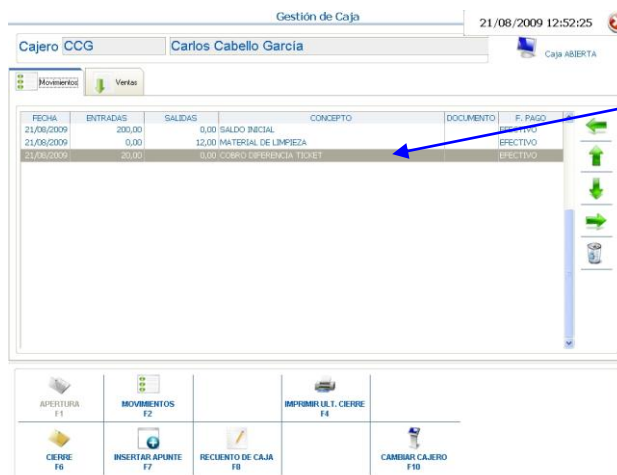 Gestión de Caja
21/08/2009 12:52:25
Cajero CCG Carlos Cabello García
Caja ABIERTA
Movimientos Ventas
FECHA ENTRADAS SALIDAS CONCEPTO DOCUMENTO F. PAGO
21/08/2009 200,00 0,00 SALDO INICIAL EFECTIVO
21/08/2009 0,00 12,00 MATERIAL DE LIMPIEZA EFECTIVO
21/08/2009 20,00 0,00 COBRO DIFERENCIA TICKET EFECTIVO
APERTURA MOVIMIENTOS IMPRIMIR ULT. CIERRE
F1 F2 F4
CIERRE INSERTAR APUNTE RECUENTO DE CAJA CAMBIAR CAJERO
F6 F7 F8 F10